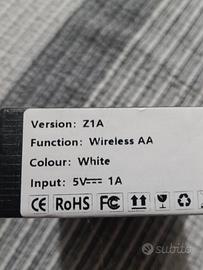 Version: Z1A
Function: Wireless AA
Colour: White
Input: 5V⎓ 1A
CE RoHS FC
subito